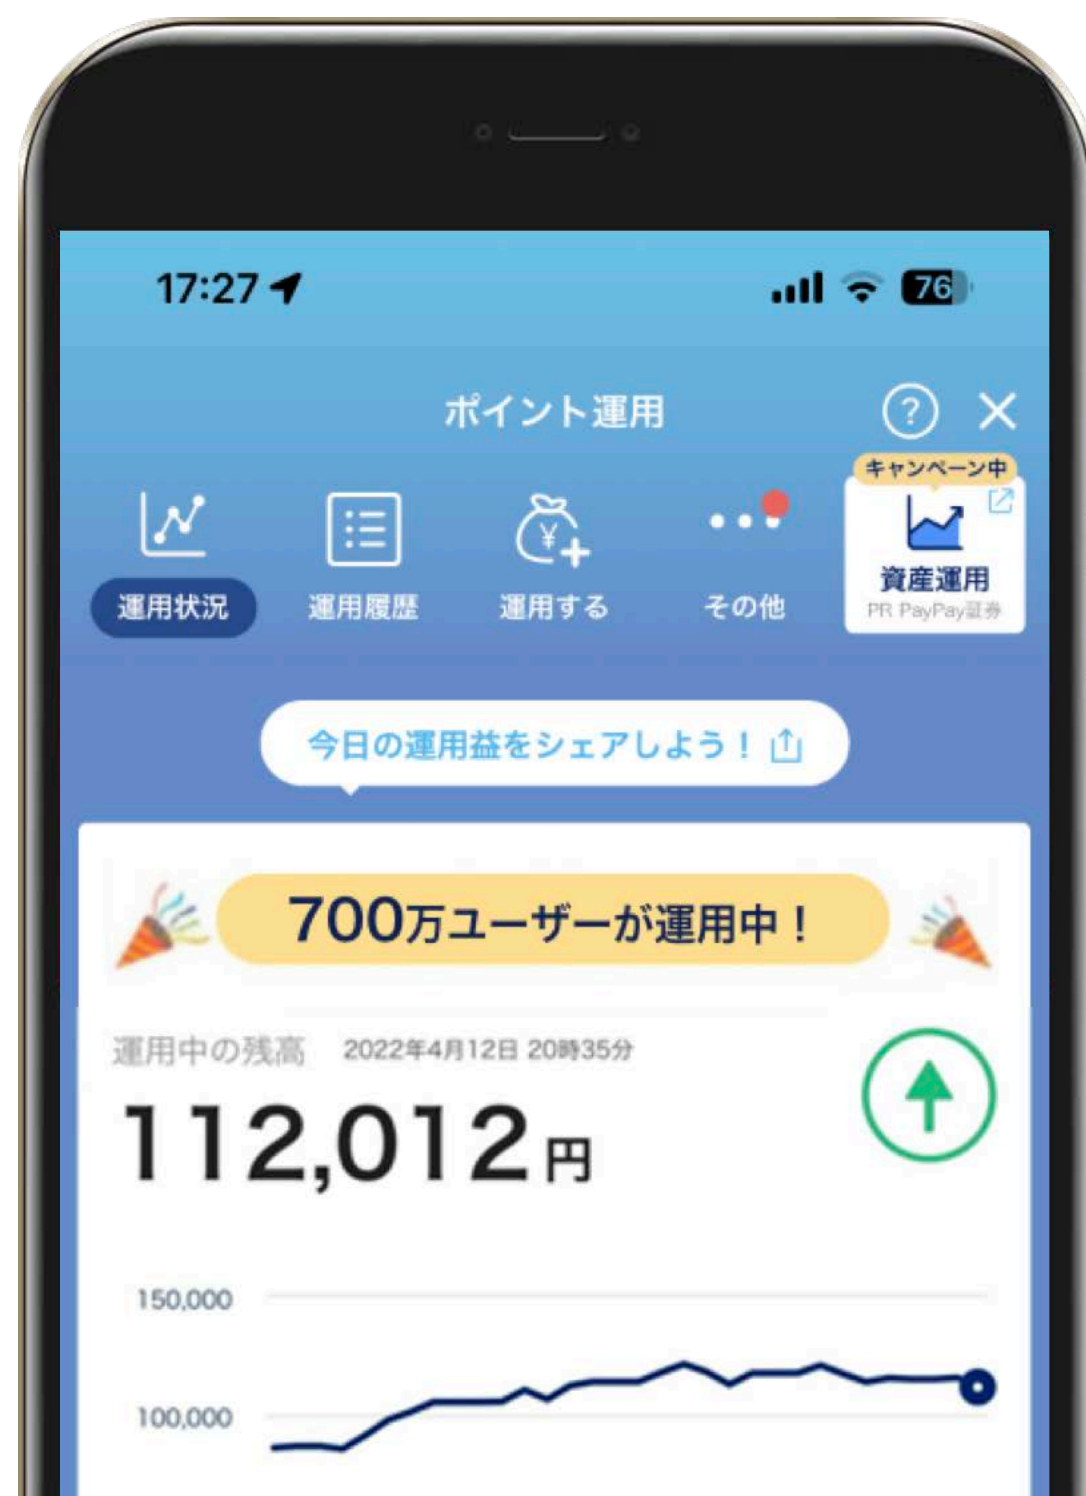 17:27
76
ポイント運用
?
キャンペーン中
運用状況
運用履歴
運用する
その他
資産運用
PR PayPay証券
今日の運用益をシェアしよう！
700万ユーザーが運用中！
運用中の残高 2022年4月12日 20時35分
112,012円
150,000
100,000